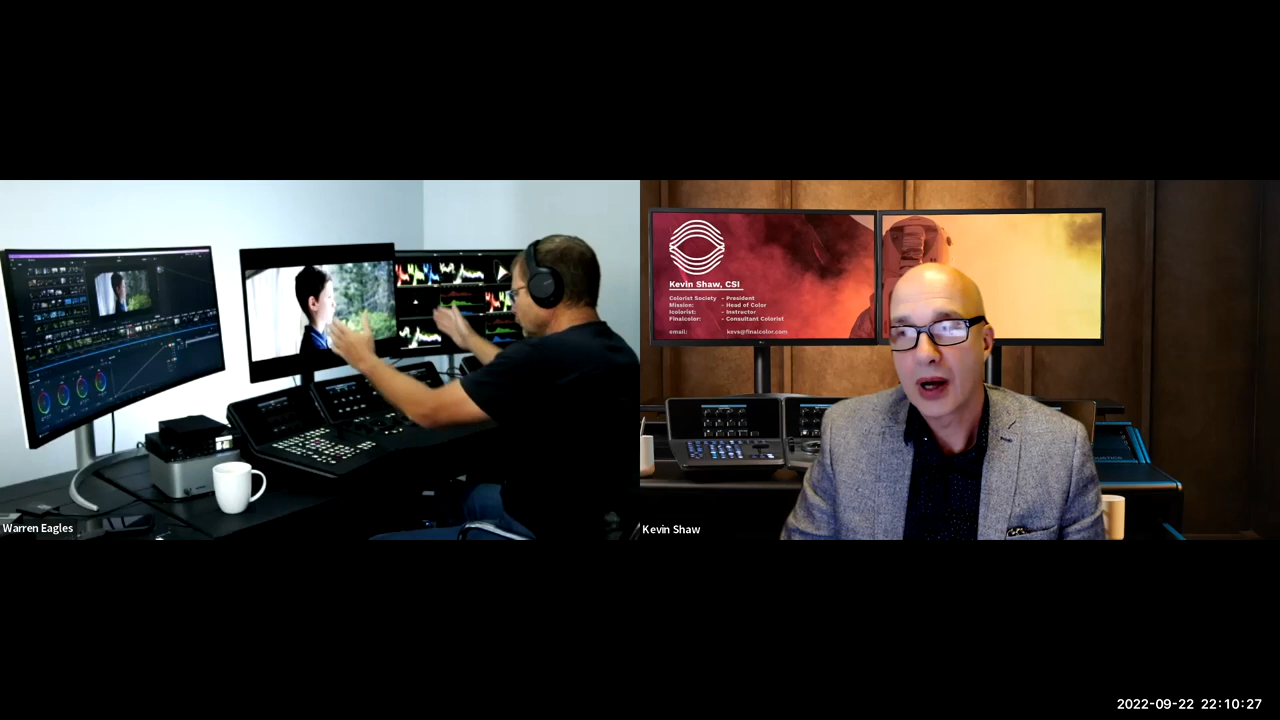 Kevin Shaw, CSI
Colorist Society - President
Mission: - Head of Color
Icolorist: - Instructor
Finalcolor: - Consultant Colorist
email: kevs@finalcolor.com
Warren Eagles
Kevin Shaw
2022-09-22 22:10:27